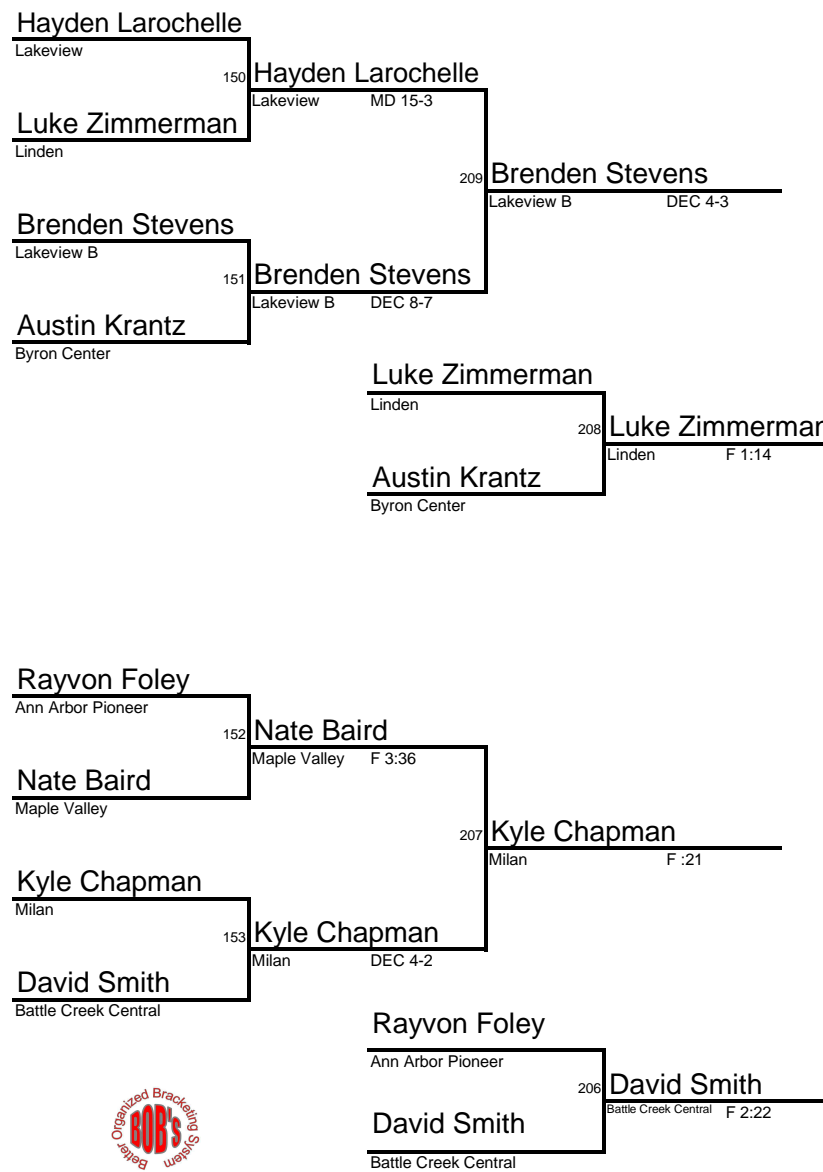 Hayden Larochelle
Lakeview
150 Hayden Larochelle
Lakeview MD 15-3
Luke Zimmerman
Linden
209 Brenden Stevens
Lakeview B DEC 4-3
Brenden Stevens
Lakeview B
151 Brenden Stevens
Lakeview B DEC 8-7
Austin Krantz
Byron Center
Luke Zimmerman
Linden
208 Luke Zimmerman
Linden F 1:14
Austin Krantz
Byron Center
Rayvon Foley
Ann Arbor Pioneer
152 Nate Baird
Maple Valley F 3:36
Nate Baird
Maple Valley
207 Kyle Chapman
Milan F :21
Kyle Chapman
Milan
153 Kyle Chapman
Milan DEC 4-2
David Smith
Battle Creek Central
Rayvon Foley
Ann Arbor Pioneer
206 David Smith
Battle Creek Central F 2:22
David Smith
Battle Creek Central
Better Organized Bracketing System
BOB's